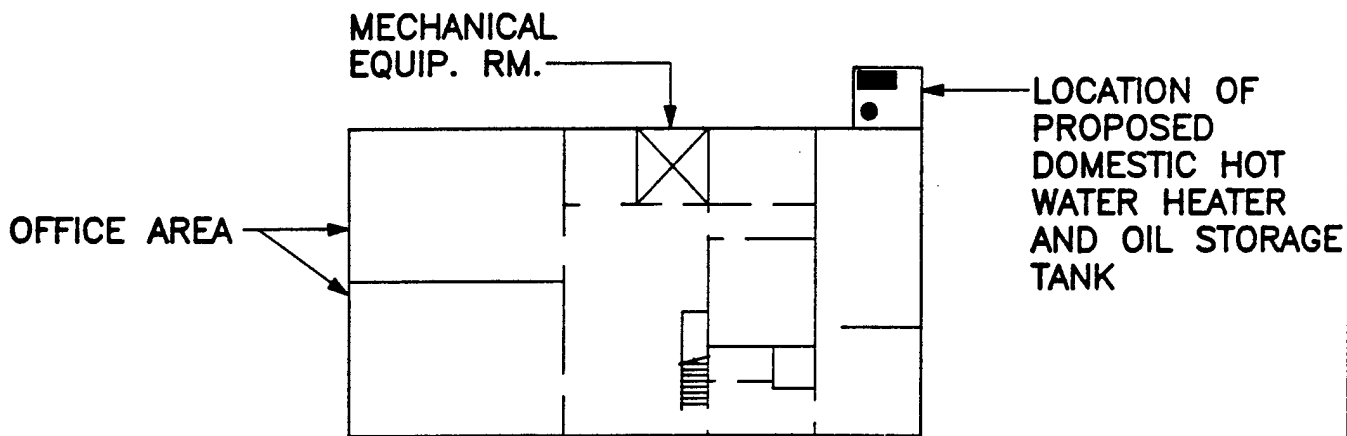 MECHANICAL
EQUIP. RM.
LOCATION OF
PROPOSED
DOMESTIC HOT
WATER HEATER
AND OIL STORAGE
TANK
OFFICE AREA